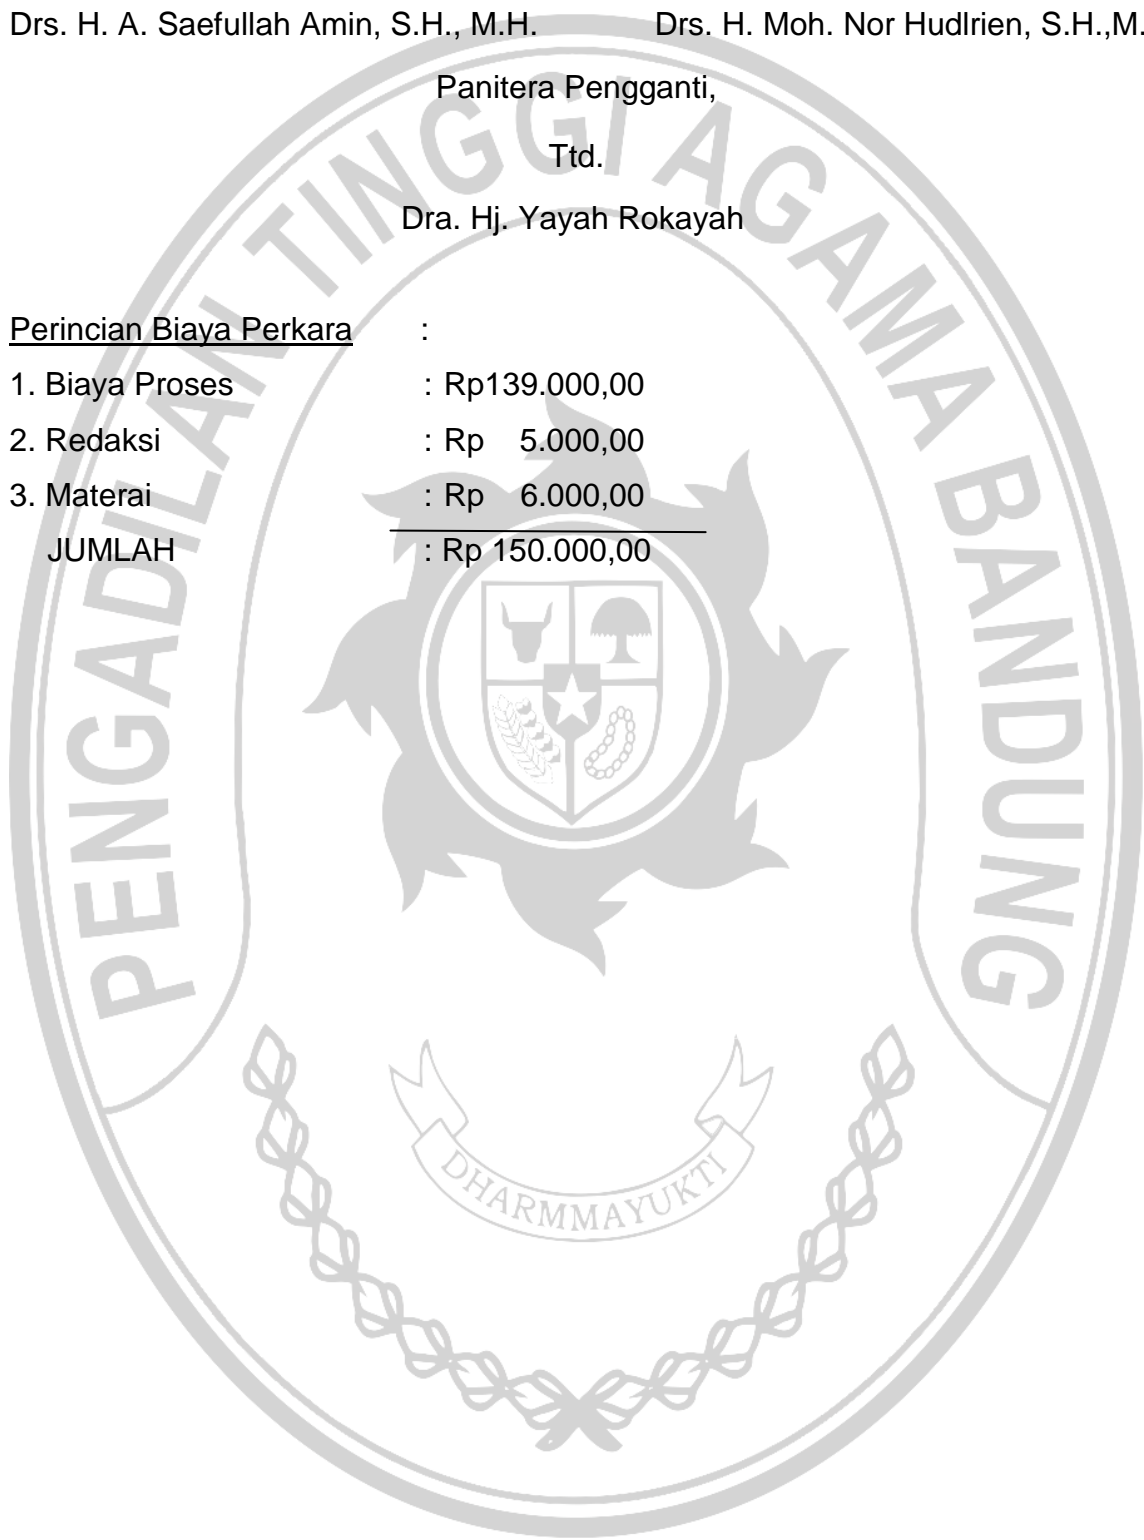 Drs. H. A. Saefullah Amin, S.H., M.H. Drs. H. Moh. Nor HudIrien, S.H.,M.
Panitera Pengganti,
Ttd.
Dra. Hj. Yayah Rokayah
Perincian Biaya Perkara :
1. Biaya Proses : Rp139.000,00
2. Redaksi : Rp 5.000,00
3. Materai : Rp 6.000,00
JUMLAH : Rp 150.000,00
PENGADILAN TINGGI AGAMA BANDUNG
DHARMMAYUKTI